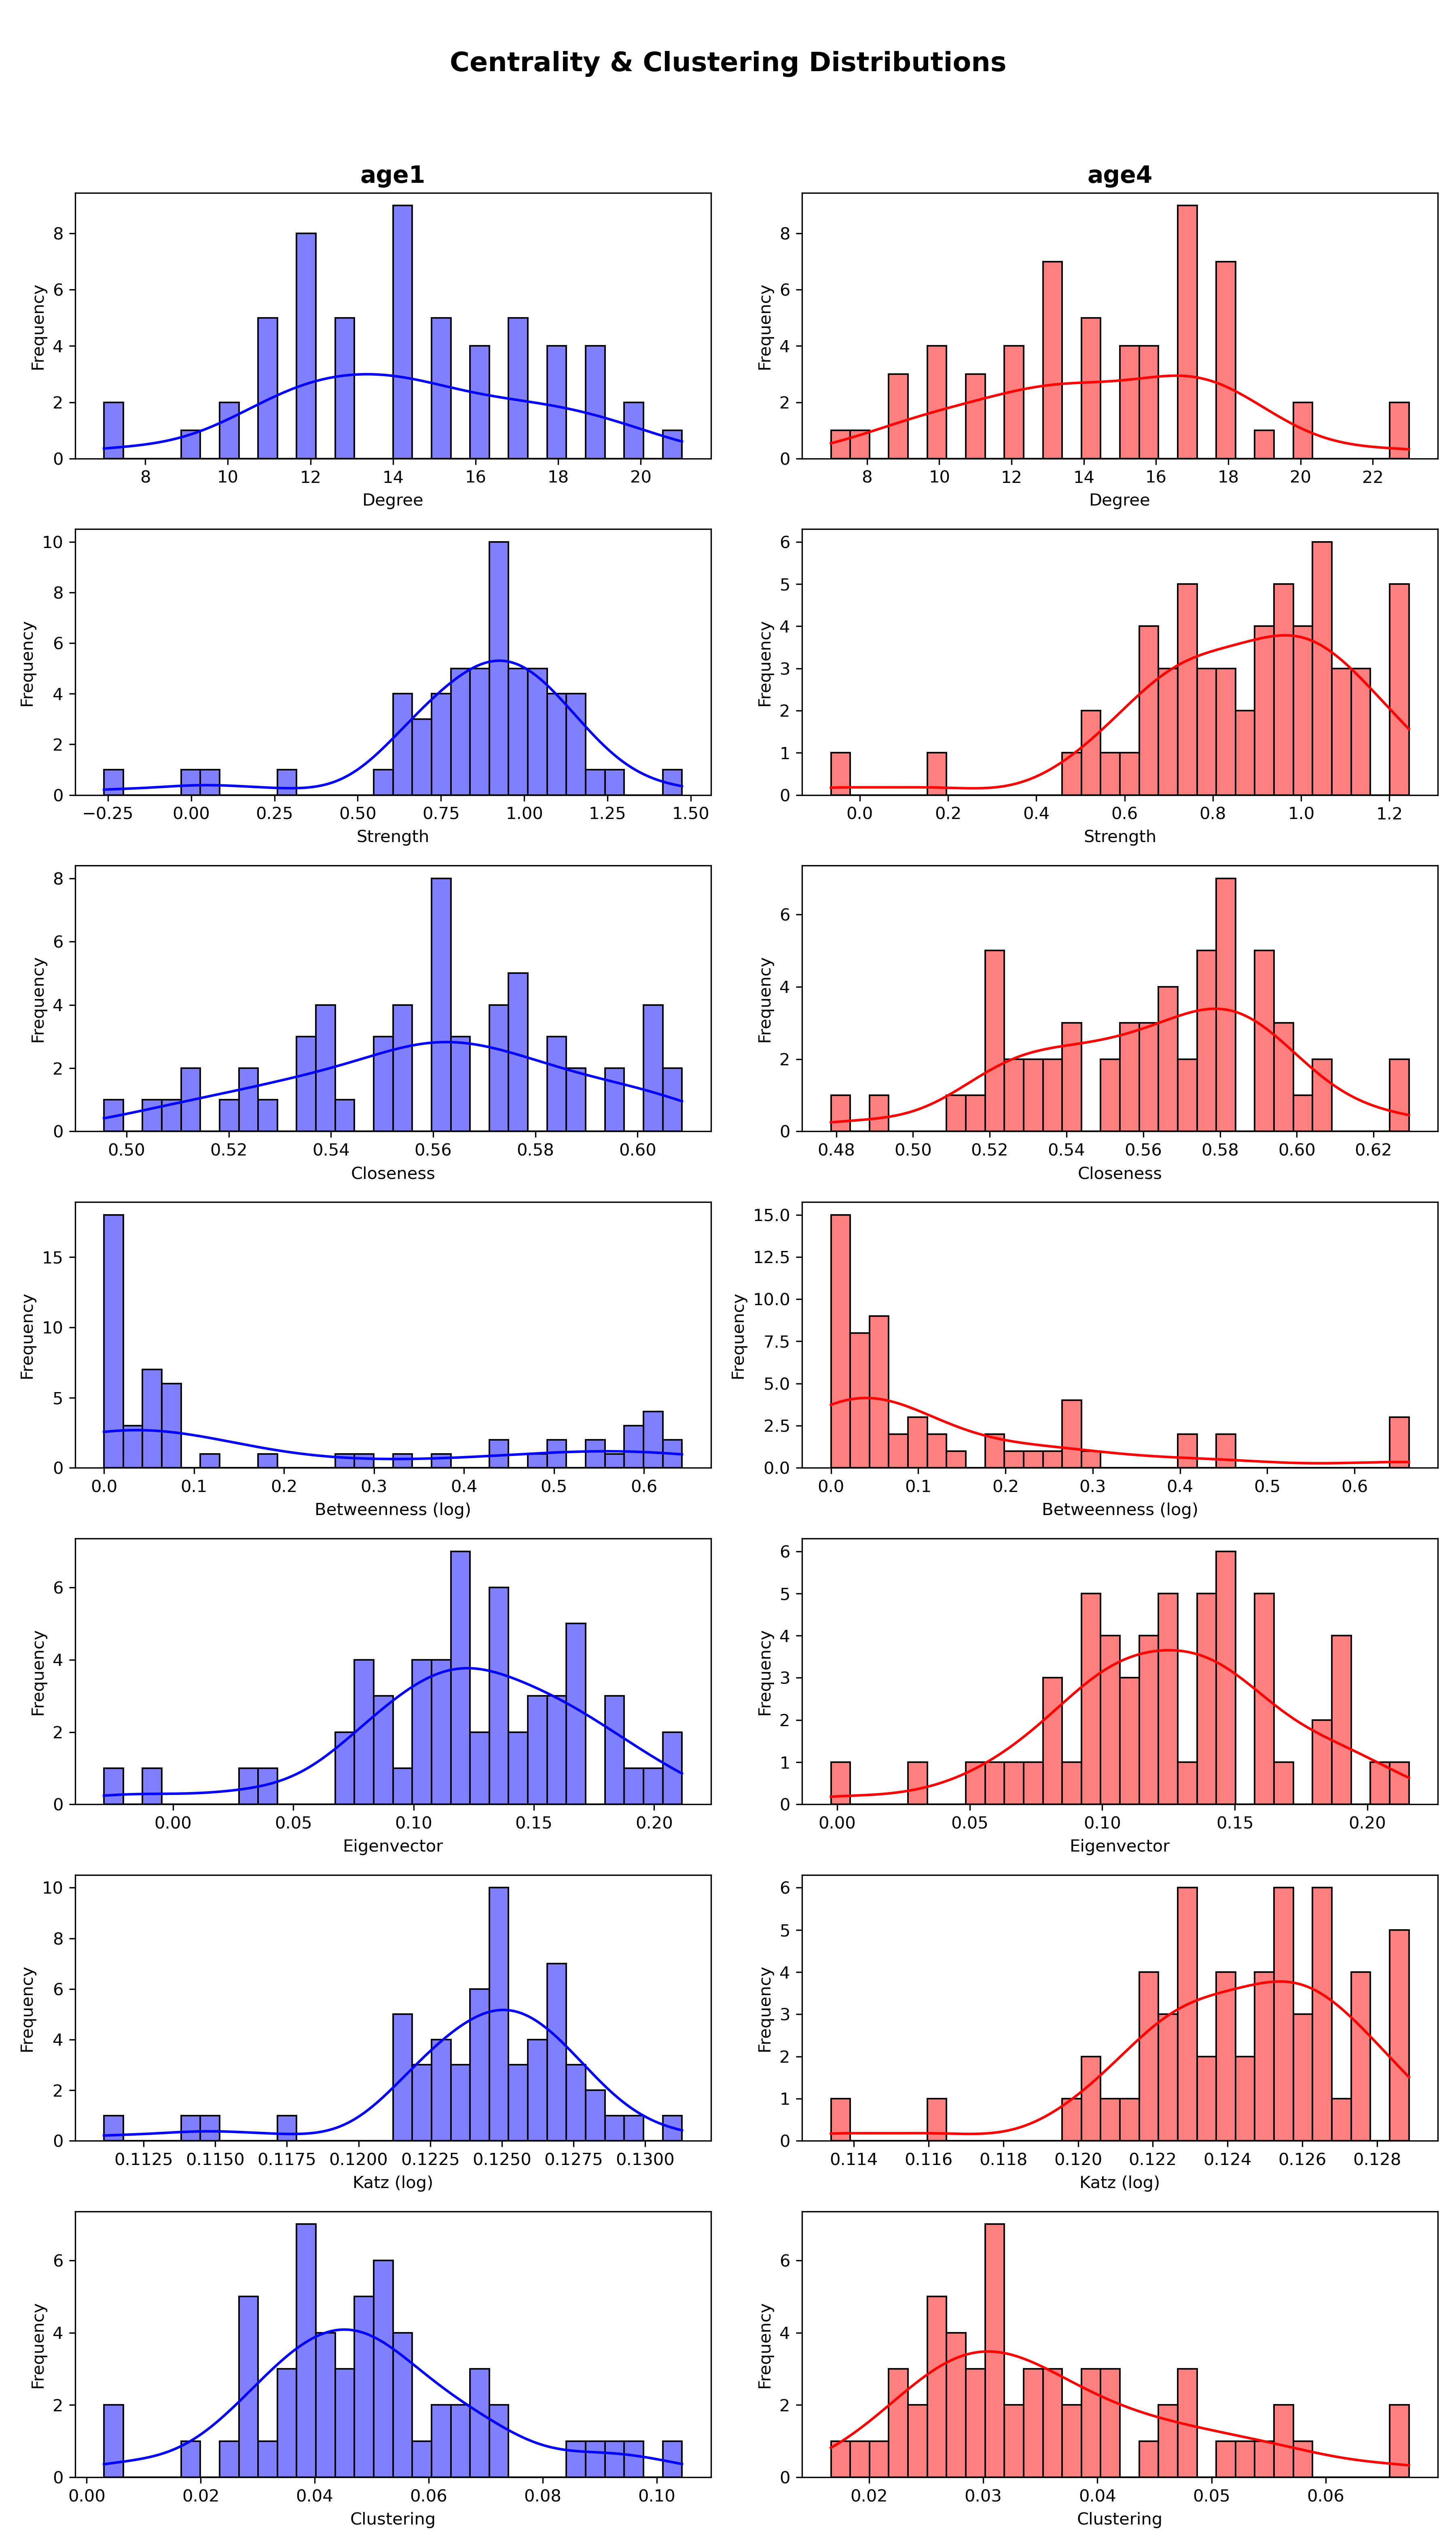 Centrality & Clustering Distributions
age1
age4
Frequency
8
6
4
2
0
8 10 12 14 16 18 20
Degree
Frequency
8
6
4
2
0
8 10 12 14 16 18 20 22
Degree
Frequency
10
8
6
4
2
0
−0.25 0.00 0.25 0.50 0.75 1.00 1.25 1.50
Strength
Frequency
6
5
4
3
2
1
0
0.0 0.2 0.4 0.6 0.8 1.0 1.2
Strength
Frequency
8
6
4
2
0
0.50 0.52 0.54 0.56 0.58 0.60
Closeness
Frequency
6
4
2
0
0.48 0.50 0.52 0.54 0.56 0.58 0.60 0.62
Closeness
Frequency
15
10
5
0
0.0 0.1 0.2 0.3 0.4 0.5 0.6
Betweenness (log)
Frequency
15.0
12.5
10.0
7.5
5.0
2.5
0.0
0.0 0.1 0.2 0.3 0.4 0.5 0.6
Betweenness (log)
Frequency
6
4
2
0
0.00 0.05 0.10 0.15 0.20
Eigenvector
Frequency
6
5
4
3
2
1
0
0.00 0.05 0.10 0.15 0.20
Eigenvector
Frequency
10
8
6
4
2
0
0.1125 0.1150 0.1175 0.1200 0.1225 0.1250 0.1275 0.1300
Katz (log)
Frequency
6
5
4
3
2
1
0
0.114 0.116 0.118 0.120 0.122 0.124 0.126 0.128
Katz (log)
Frequency
6
4
2
0
0.00 0.02 0.04 0.06 0.08 0.10
Clustering
Frequency
6
4
2
0
0.02 0.03 0.04 0.05 0.06
Clustering